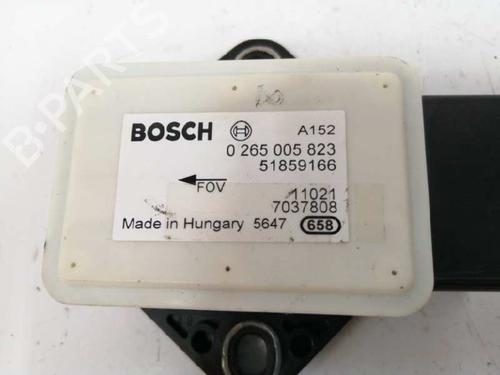 BOSCH A152
0 265 005 823
51859166
FOV
11021
7037808
Made in Hungary 5647 658
B-PARTS